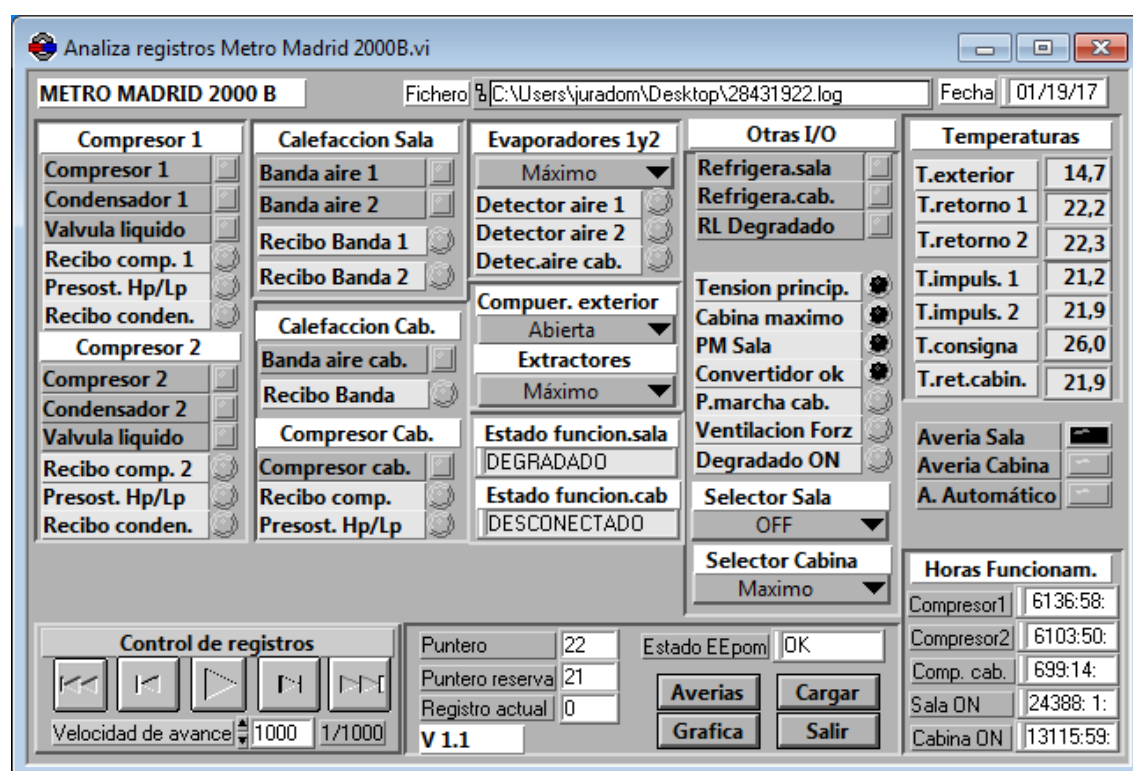 Analiza registros Metro Madrid 2000B.vi
METRO MADRID 2000 B
Fichero C:\Users\juradom\Desktop\28431922.log
Fecha 01/19/17
Compresor 1
Compresor 1
Condensador 1
Valvula liquido
Recibo comp. 1
Presost. Hp/Lp
Recibo conden.
Compresor 2
Compresor 2
Condensador 2
Valvula liquido
Recibo comp. 2
Presost. Hp/Lp
Recibo conden.
Calefaccion Sala
Banda aire 1
Banda aire 2
Recibo Banda 1
Recibo Banda 2
Calefaccion Cab.
Banda aire cab.
Recibo Banda
Compresor Cab.
Compresor cab.
Recibo comp.
Presost. Hp/Lp
Evaporadores 1y2
Máximo
Detector aire 1
Detector aire 2
Detec.aire cab.
Compuer. exterior
Abierta
Extractores
Máximo
Estado funcion.sala
DEGRADADO
Estado funcion.cab
DESCONECTADO
Otras I/O
Refrigera.sala
Refrigera.cab.
RL Degradado
Tension princip.
Cabina maximo
PM Sala
Convertidor ok
P.marcha cab.
Ventilacion Forz
Degradado ON
Selector Sala
OFF
Selector Cabina
Maximo
Temperaturas
T.exterior 14,7
T.retorno 1 22,2
T.retorno 2 22,3
T.impuls. 1 21,2
T.impuls. 2 21,9
T.consigna 26,0
T.ret.cabin. 21,9
Averia Sala
Averia Cabina
A. Automático
Horas Funcionam.
Compresor1 6136:58:
Compresor2 6103:50:
Comp. cab. 699:14:
Sala ON 24388: 1:
Cabina ON 13115:59:
Control de registros
Velocidad de avance 1000 1/1000
Puntero 22
Puntero reserva 21
Registro actual 0
V 1.1
Estado EEpom OK
Averias Cargar
Grafica Salir